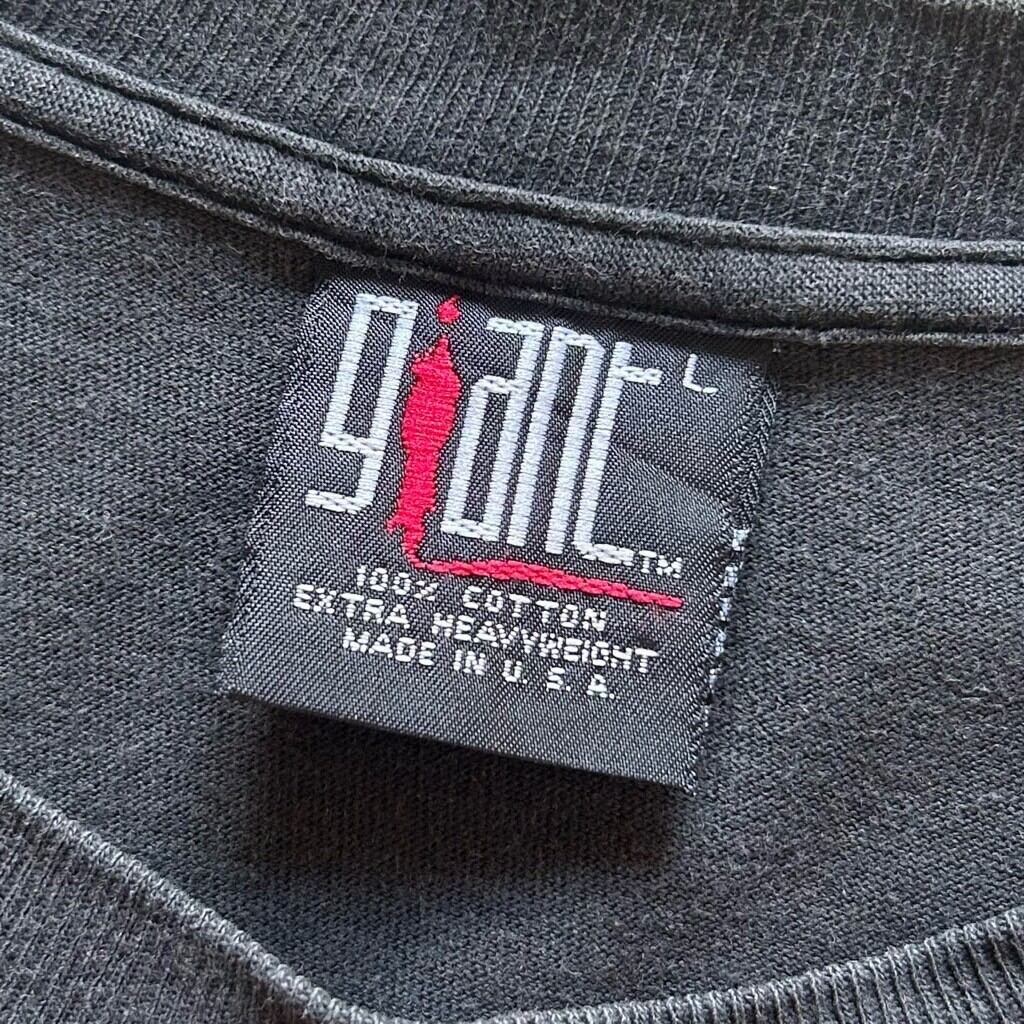 giant L.
TM
100% COTTON
EXTRA HEAVYWEIGHT
MADE IN U.S.A.